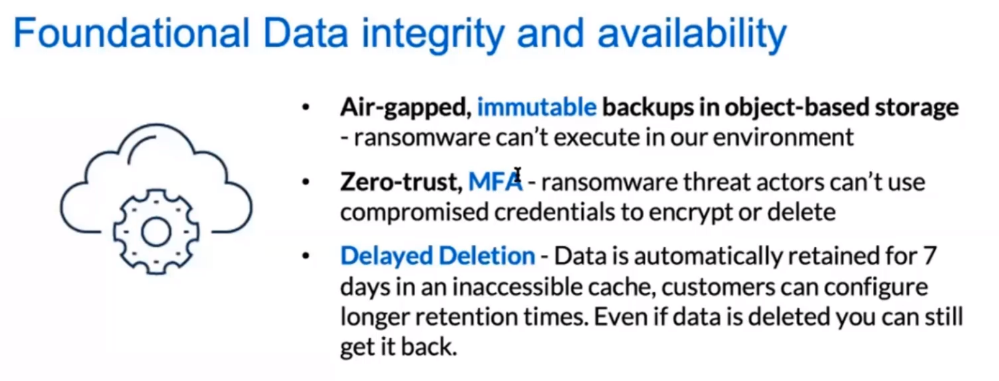 Foundational Data integrity and availability
• Air-gapped, immutable backups in object-based storage
- ransomware can't execute in our environment
• Zero-trust, MFA - ransomware threat actors can't use
compromised credentials to encrypt or delete
• Delayed Deletion - Data is automatically retained for 7
days in an inaccessible cache, customers can configure
longer retention times. Even if data is deleted you can still
get it back.